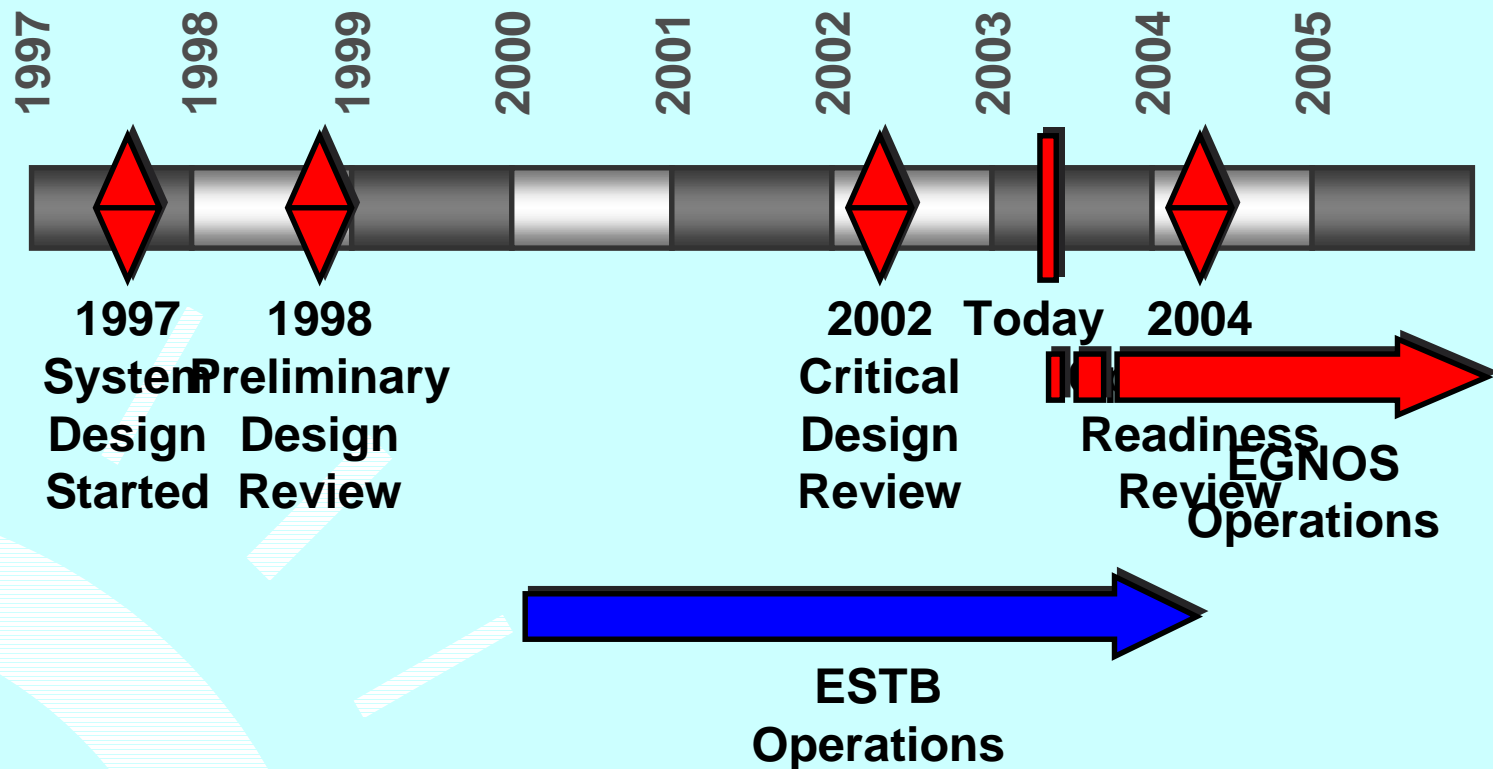 1997
1998
1999
2000
2001
2002
2003
2004
2005
1997
System
Design
Started
1998
Preliminary
Design
Review
2002
Critical
Design
Review
Today
2004
Readiness
Review
EGNOS
Operations
ESTB
Operations